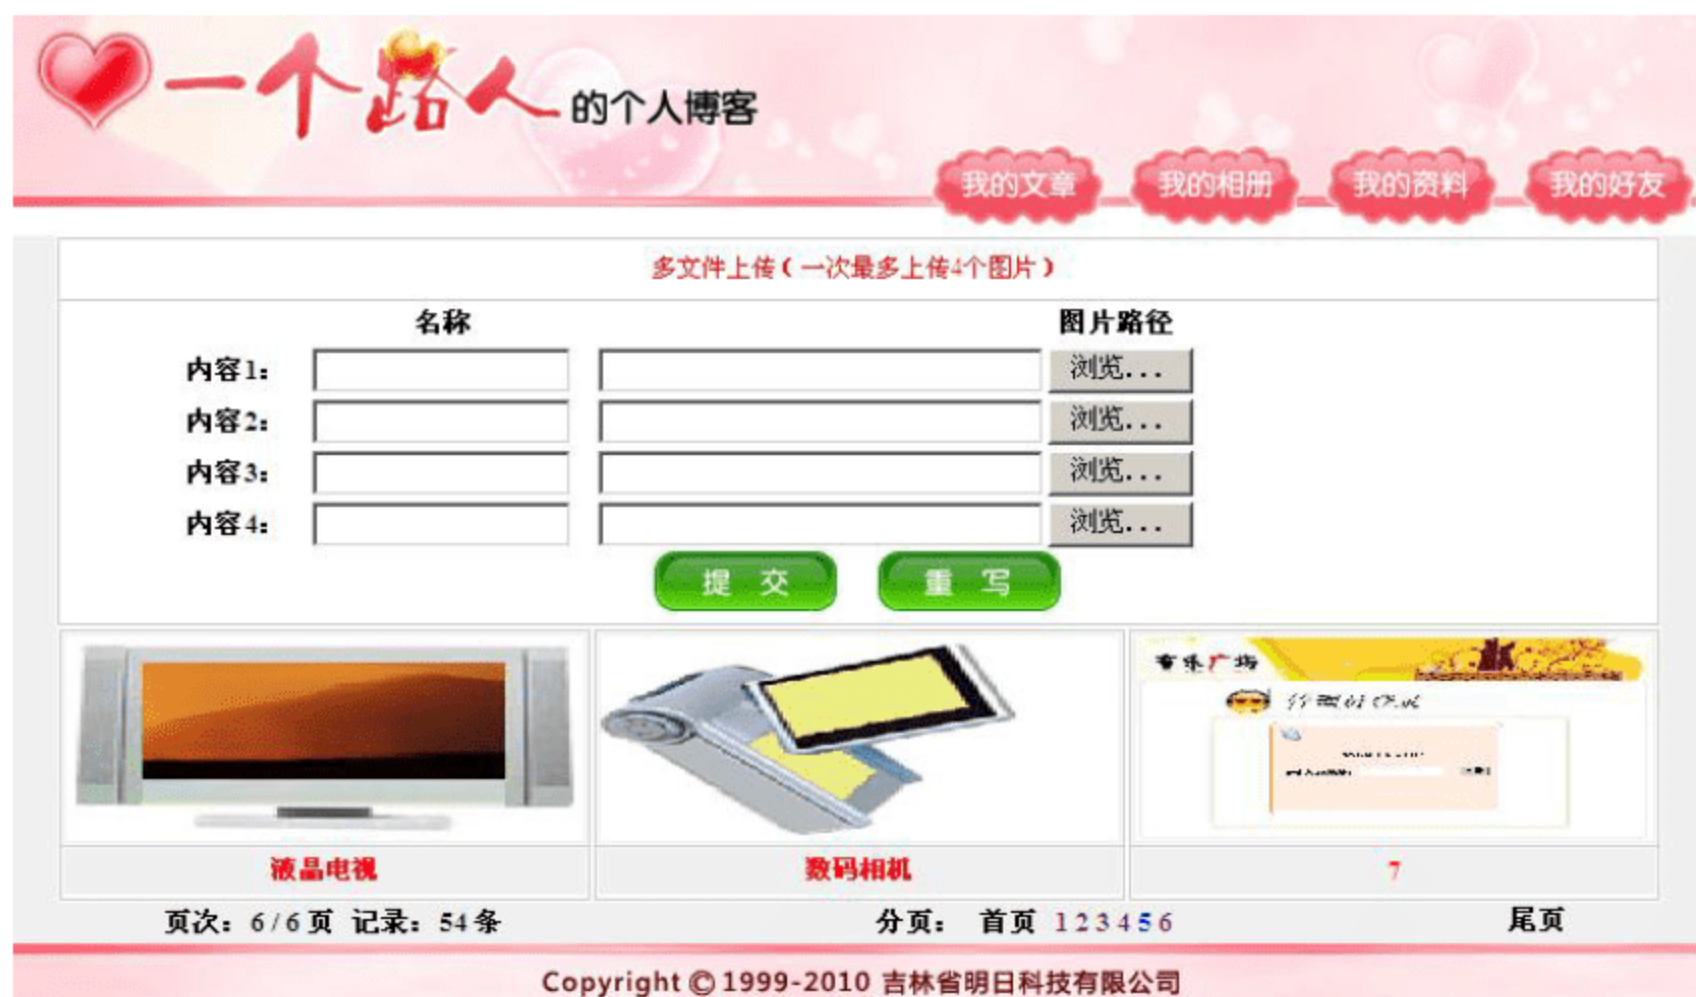 一个路人的个人博客
我的文章 我的相册 我的资料 我的好友
多文件上传(一次最多上传4个图片)
名称 图片路径
内容1: 浏览...
内容2: 浏览...
内容3: 浏览...
内容4: 浏览...
提 交 重 写
音乐广场
液晶电视 数码相机 7
页次: 6/6页 记录: 54条 分页: 首页 1 2 3 4 5 6 尾页
Copyright © 1999-2010 吉林省明日科技有限公司